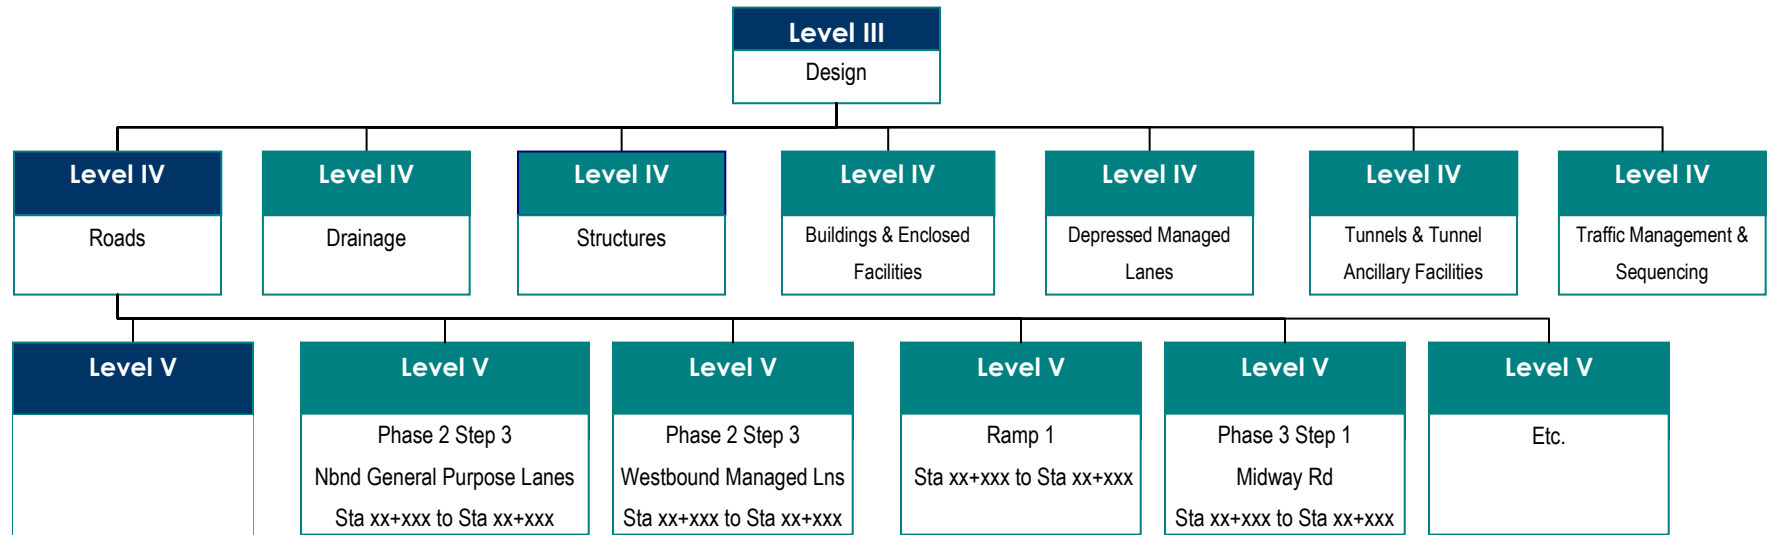 Level III
Design
Level IV
Roads
Level IV
Drainage
Level IV
Structures
Level IV
Buildings & Enclosed
Facilities
Level IV
Depressed Managed
Lanes
Level IV
Tunnels & Tunnel
Ancillary Facilities
Level IV
Traffic Management &
Sequencing
Level V
Level V
Phase 2 Step 3
Nbnd General Purpose Lanes
Sta xx+xxx to Sta xx+xxx
Level V
Phase 2 Step 3
Westbound Managed Lns
Sta xx+xxx to Sta xx+xxx
Level V
Ramp 1
Sta xx+xxx to Sta xx+xxx
Level V
Phase 3 Step 1
Midway Rd
Sta xx+xxx to Sta xx+xxx
Level V
Etc.